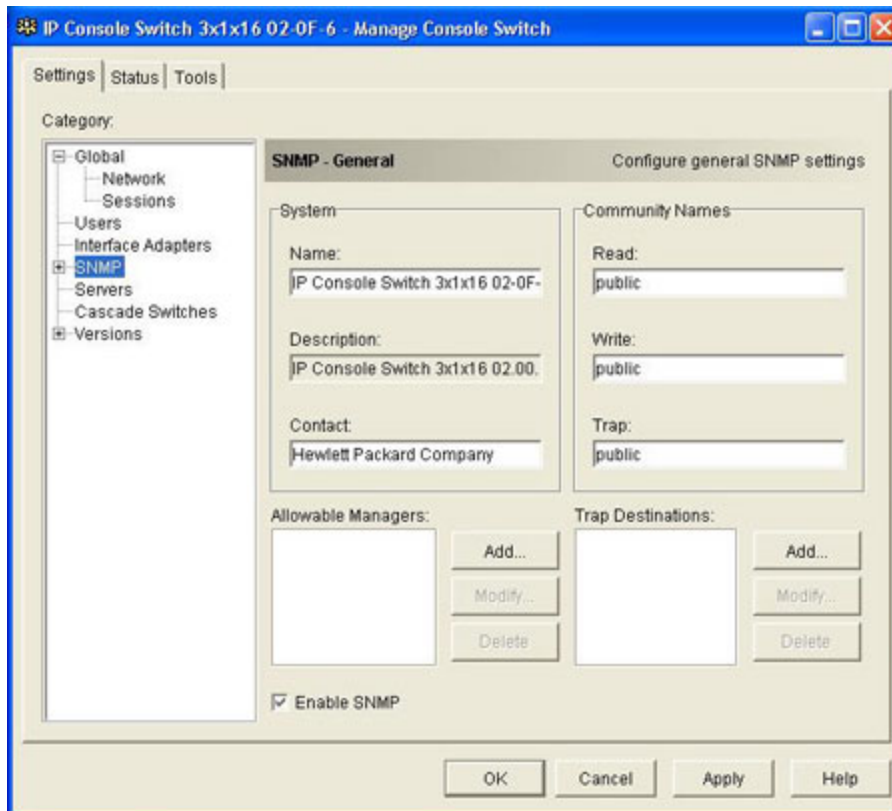 IP Console Switch 3x1x16 02-0F-6 - Manage Console Switch
Settings Status Tools
Category:
Global
Network
Sessions
Users
Interface Adapters
SNMP
Servers
Cascade Switches
Versions
SNMP - General Configure general SNMP settings
System
Name:
IP Console Switch 3x1x16 02-0F-
Description:
IP Console Switch 3x1x16 02.00.
Contact:
Hewlett Packard Company
Community Names
Read:
public
Write:
public
Trap:
public
Allowable Managers:
Add...
Modify...
Delete
Trap Destinations:
Add...
Modify...
Delete
Enable SNMP
OK Cancel Apply Help